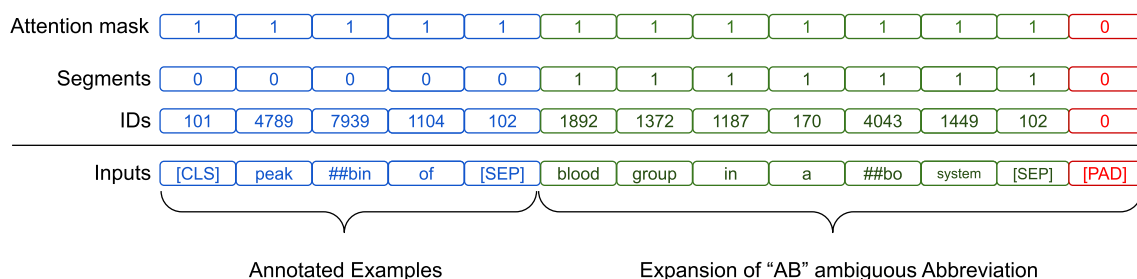 Attention mask 1 1 1 1 1 1 1 1 1 1 1 1 0
Segments 0 0 0 0 0 1 1 1 1 1 1 1 0
IDs 101 4789 7939 1104 102 1892 1372 1187 170 4043 1449 102 0
Inputs [CLS] peak ##bin of [SEP] blood group in a ##bo system [SEP] [PAD]
Annotated Examples Expansion of “AB” ambiguous Abbreviation